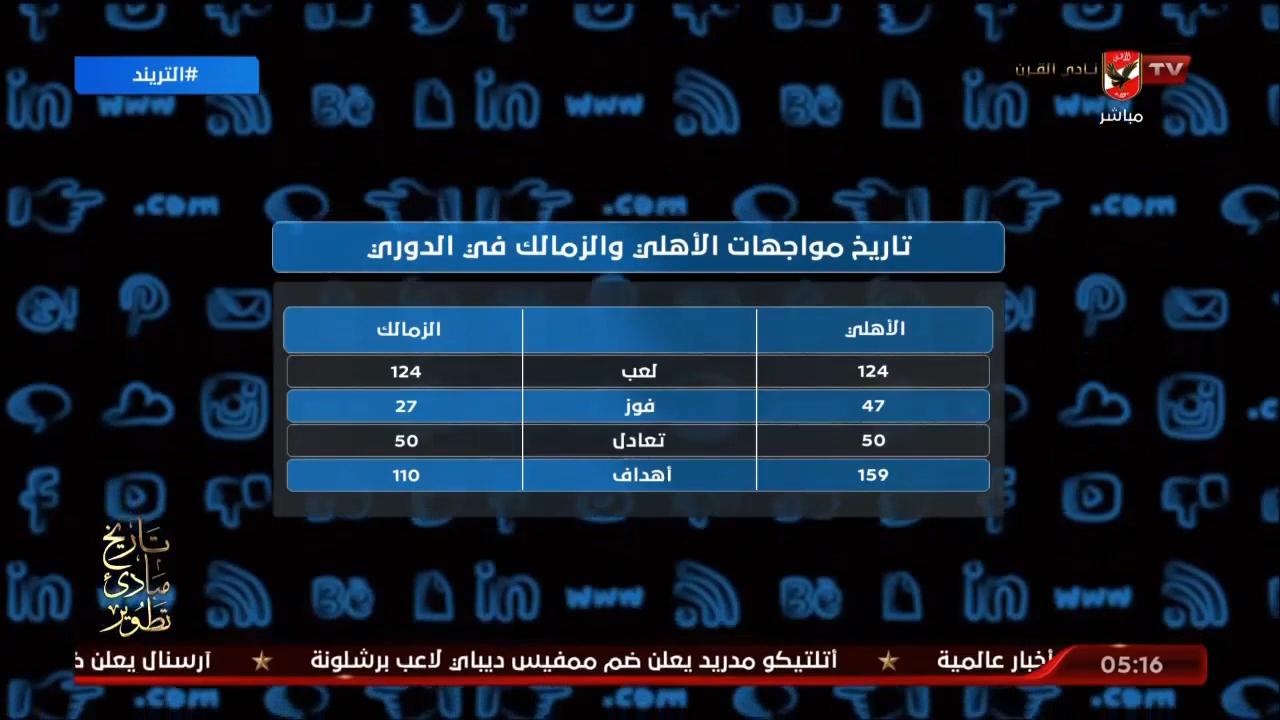 #التريند
نادي القرن
TV
مباشر
تاريخ مواجهات الأهلي والزمالك في الدوري
الأهلي الزمالك
124 لعب 124
47 فوز 27
50 تعادل 50
159 أهداف 110
تاريخ
مبادئ
تطوير
05:16 أخبار عالمية ★ أتلتيكو مدريد يعلن ضم ممفيس ديباي لاعب برشلونة ★ آرسنال يعلن